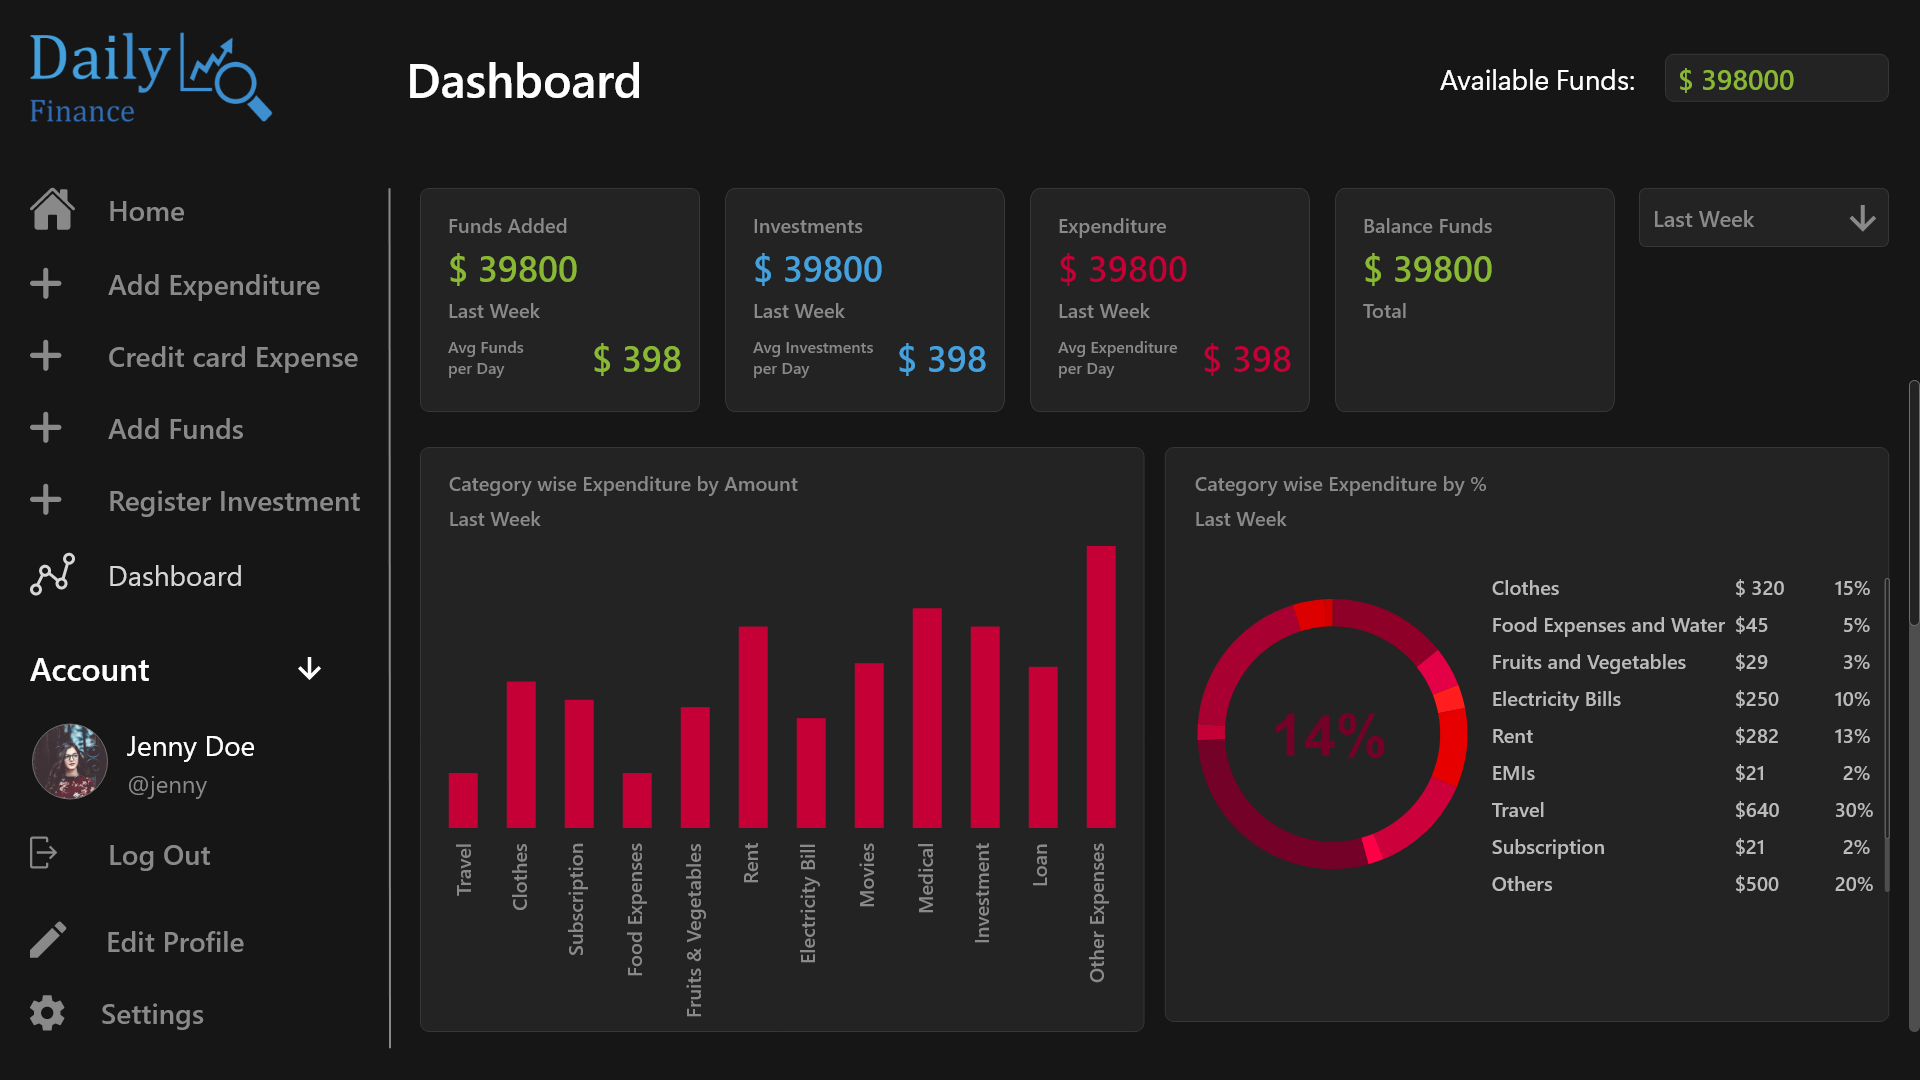 Daily
Finance
Dashboard
Available Funds:
$ 398000
Home
Add Expenditure
Credit card Expense
Add Funds
Register Investment
Dashboard
Account
Jenny Doe
@jenny
Log Out
Edit Profile
Settings
Funds Added
$ 39800
Last Week
Avg Funds
per Day
$ 398
Investments
$ 39800
Last Week
Avg Investments
per Day
$ 398
Expenditure
$ 39800
Last Week
Avg Expenditure
per Day
$ 398
Balance Funds
$ 39800
Total
Last Week
Category wise Expenditure by Amount
Last Week
Travel
Clothes
Subscription
Food Expenses
Fruits & Vegetables
Rent
Electricity Bill
Movies
Medical
Investment
Loan
Other Expenses
Category wise Expenditure by %
Last Week
14%
Clothes $ 320 15%
Food Expenses and Water $45 5%
Fruits and Vegetables $29 3%
Electricity Bills $250 10%
Rent $282 13%
EMIs $21 2%
Travel $640 30%
Subscription $21 2%
Others $500 20%